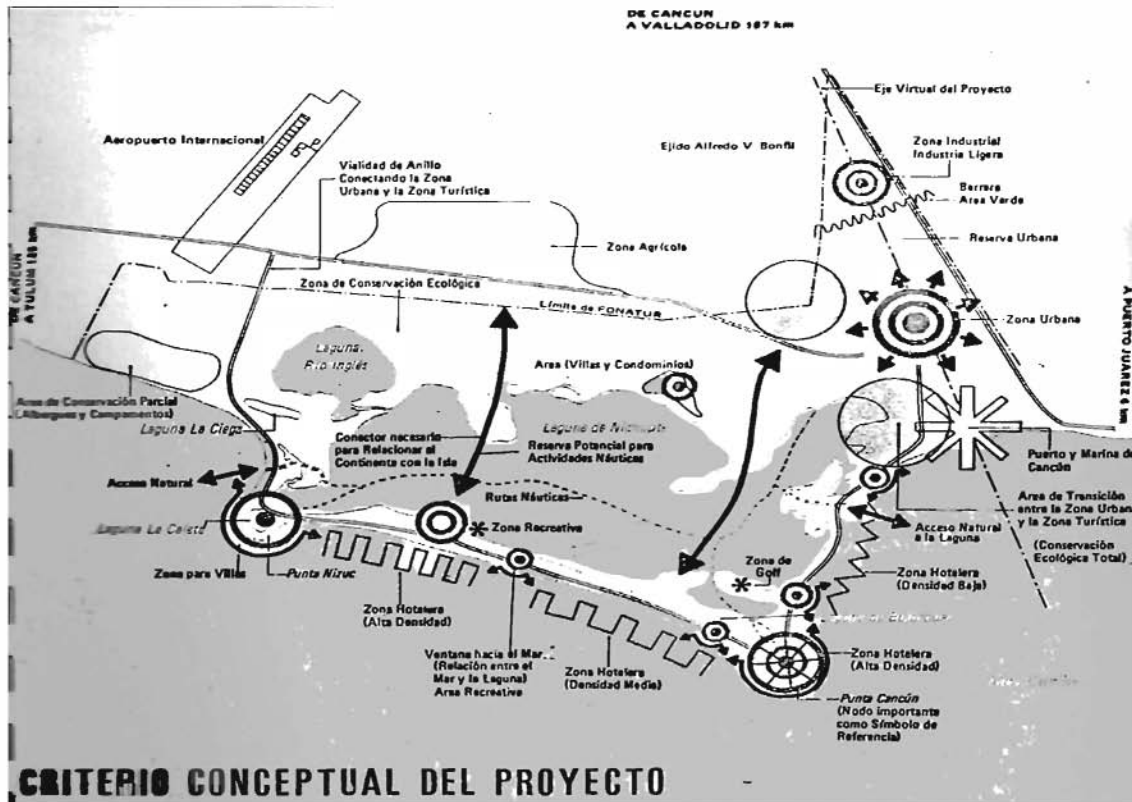 DE CANCUN
A VALLADOLID 187 km
Eje Virtual del Proyecto
Aeropuerto Internacional
Ejido Alfredo V Bonfil
Zona Industrial
Industria Ligera
Vialidad de Anillo
Conectando la Zona
Urbana y la Zona Turística
Barrera
Area Verde
Reserva Urbana
Zona Agrícola
DE CANCUN
A TULUM
Zona de Conservación Ecológica
Límite de FONATUR
A PUERTO JUAREZ 4 km
Zona Urbana
Laguna
Río Inglés
Area (Villas y Condominios)
Area de Conservación Parcial
(Albergues y Campamentos)
Laguna La Ciega
Laguna de
Conector necesario
para Relacionar el
Continente con la Isla
Reserva Potencial para
Actividades Náuticas
Puerto y Marina de
Cancún
Acceso Natural
Rutas Náuticas
Area de Transición
entre la Zona Urbana
y la Zona Turística
(Conservación
Ecológica Total)
Laguna La Caleta
Zona Recreativa
Acceso Natural
a la Laguna
Zona para Villas
Punta Nizuc
Zona de
Golf
Zona Hotelera
(Densidad Baja)
Zona Hotelera
(Alta Densidad)
Ventana hacia el Mar
(Relación entre el
Mar y la Laguna)
Area Recreativa
Zona Hotelera
(Densidad Media)
Zona Hotelera
(Alta Densidad)
Punta Cancún
(Nodo importante
como Símbolo de
Referencia)
CRITERIO CONCEPTUAL DEL PROYECTO